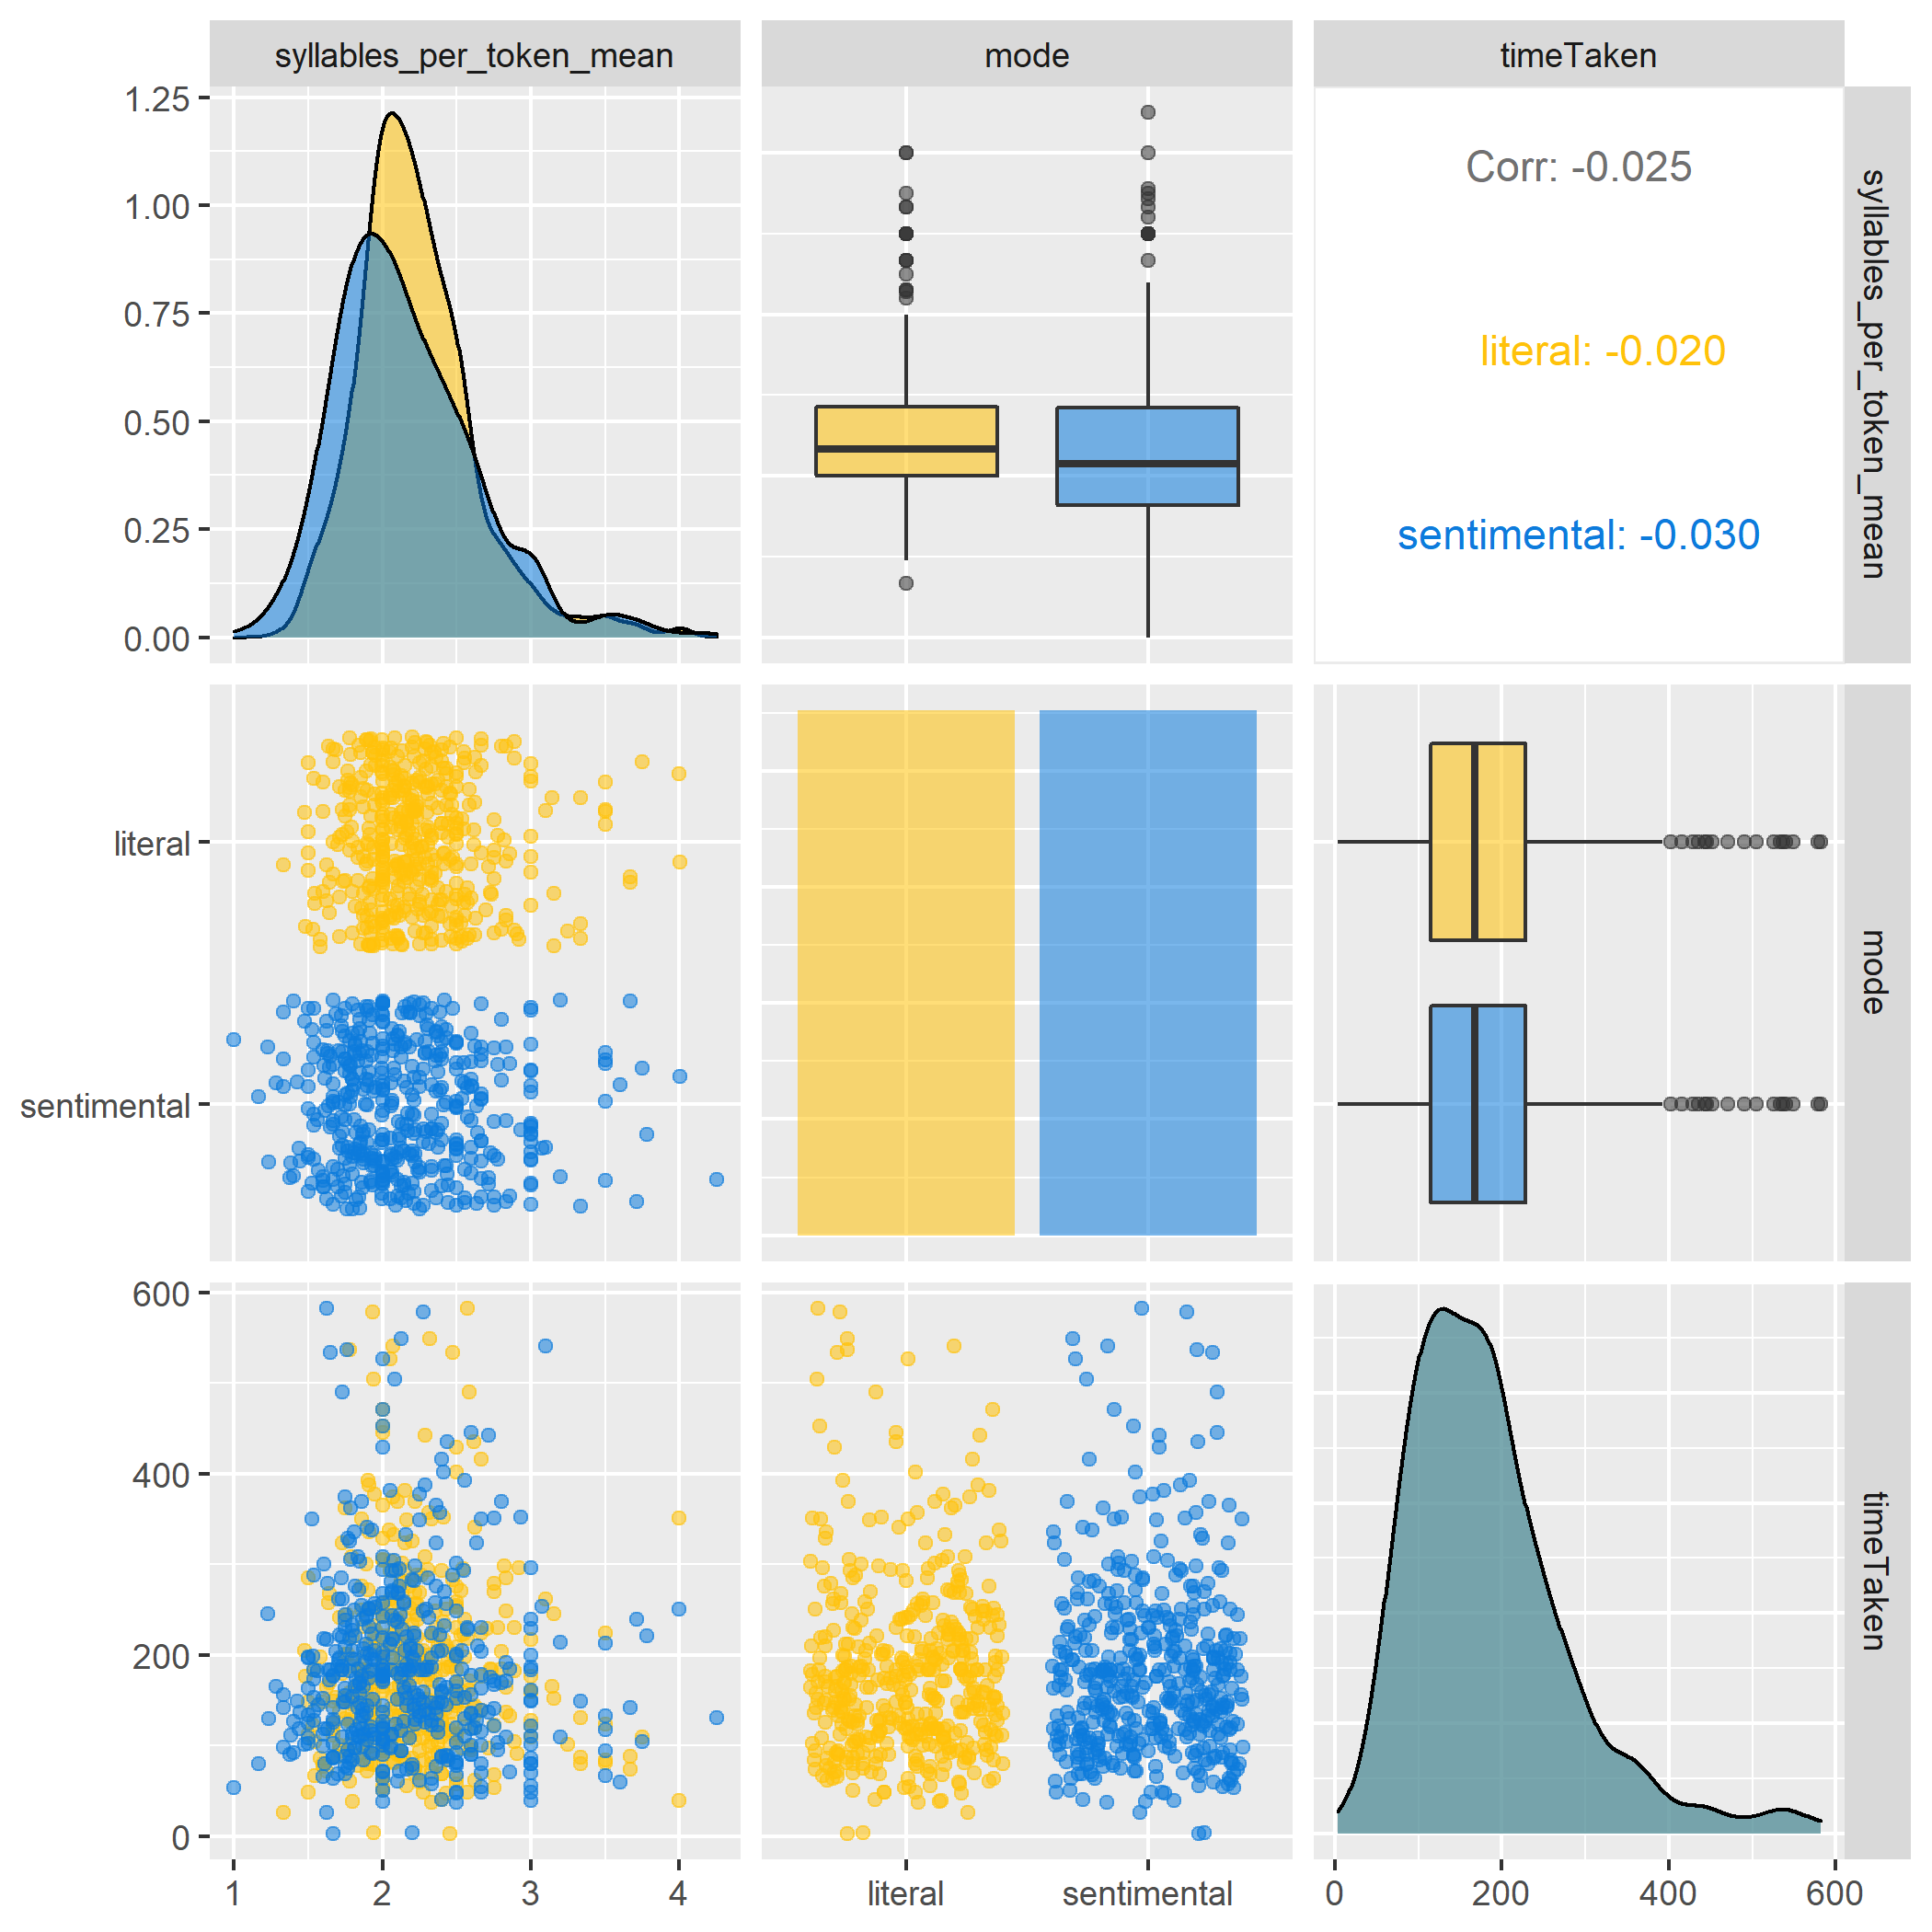 syllables_per_token_mean
mode
timeTaken
1.25
1.00
0.75
0.50
0.25
0.00
Corr: -0.025
literal: -0.020
sentimental: -0.030
syllables_per_token_mean
literal
sentimental
mode
600
400
200
0
timeTaken
1
2
3
4
literal
sentimental
0
200
400
600